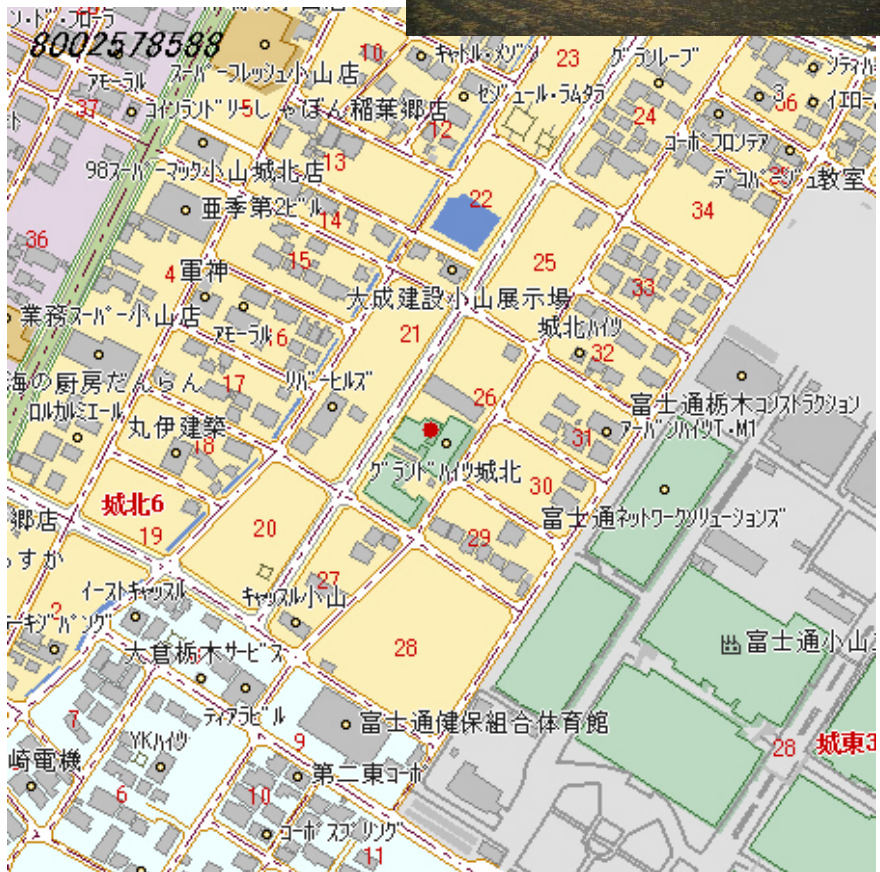 8002578588
10
23
グランルーブ
キャトル・メゾン
アモーラル
スーパーフレッシュ小山店
3
36
37
コインランドリー
5
しゃぼん稲葉郷店
12
セジュール・ラムタラ
24
コーポフロンテア
98スーパーマック小山城北店
13
デコパージュ教室
22
34
亜季第2ビル
14
36
4
15
25
軍神
33
大成建設小山展示場
業務スーパー小山店
アモーラル
6
21
城北ハイツ
32
海の厨房だんらん
17
リバーヒルズ
26
富士通栃木コンストラクション
ロルカルミエール
丸伊建築
31
アーバンハイツT・M1
18
グランドハイツ城北
30
城北6
郷店
19
20
29
富士通ネットワークソリューションズ
らすか
27
イーストキャッスル
キャッスル小山
2
28
大倉栃木サービス
富士通小山工
7
ティアラビル
富士通健保組合体育館
崎電機
YKハイツ
9
28
城東3
第二東コーポ
6
10
コーポスプリング
11